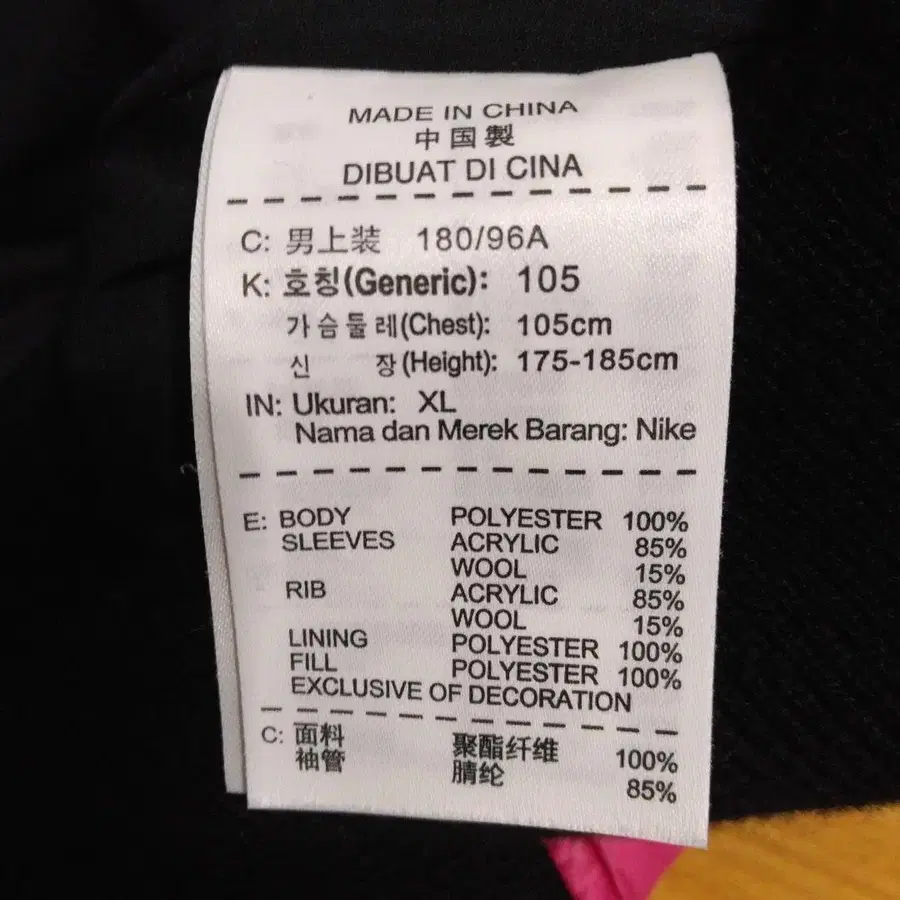 MADE IN CHINA
中国製
DIBUAT DI CINA
C: 男上装 180/96A
K: 호칭(Generic): 105
가슴둘레(Chest): 105cm
신 장(Height): 175-185cm
IN: Ukuran: XL
Nama dan Merek Barang: Nike
E: BODY POLYESTER 100%
SLEEVES ACRYLIC 85%
WOOL 15%
RIB ACRYLIC 85%
WOOL 15%
LINING POLYESTER 100%
FILL POLYESTER 100%
EXCLUSIVE OF DECORATION
C: 面料 聚酯纤维 100%
袖管 腈纶 85%